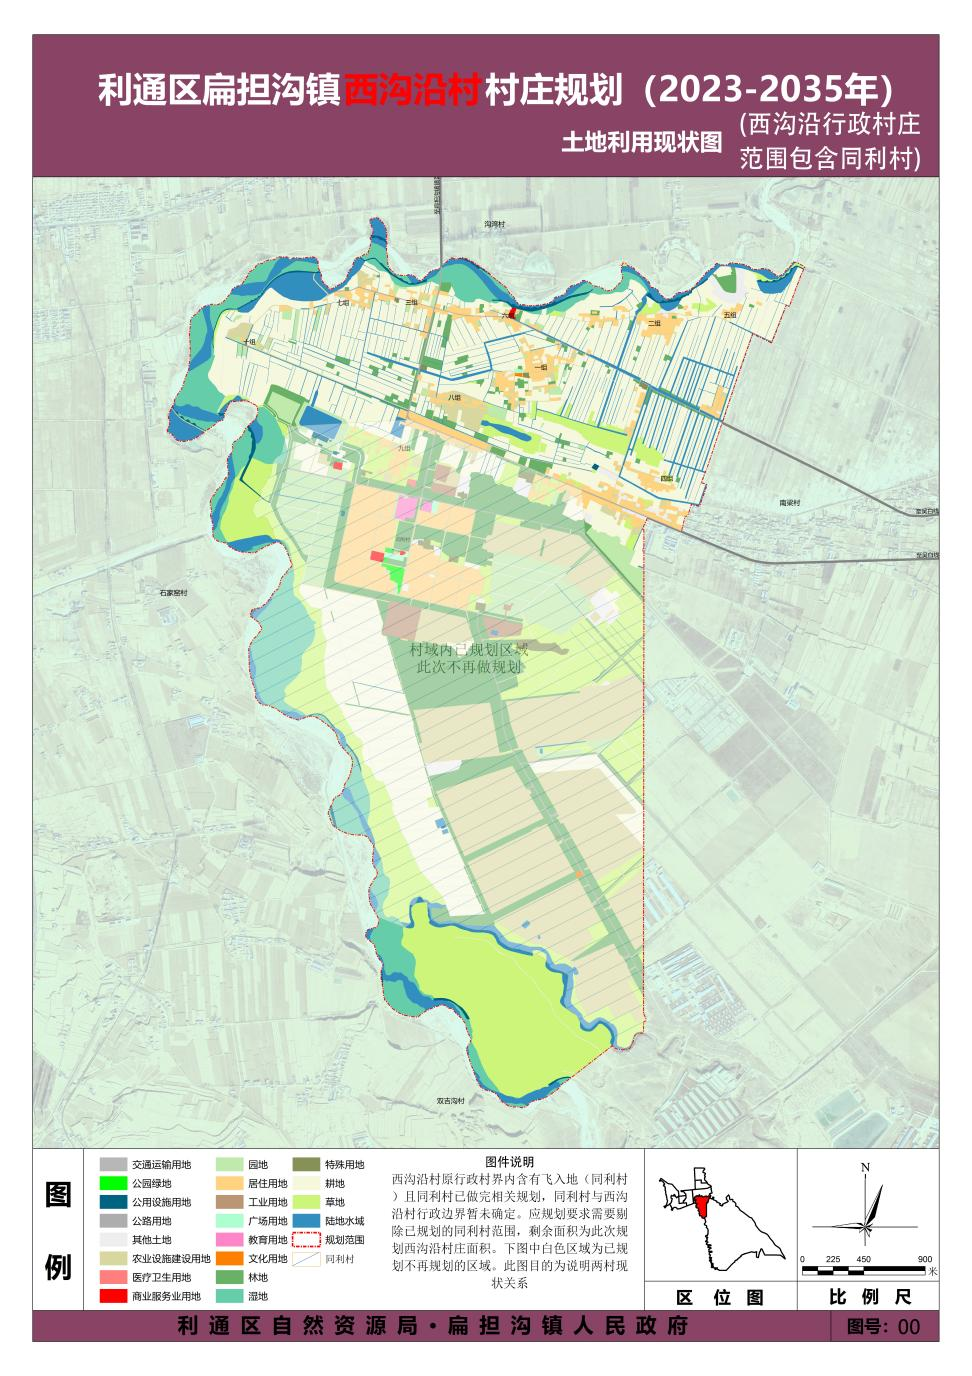 利通区扁担沟镇西沟沿村村庄规划（2023-2035年）
土地利用现状图
(西沟沿行政村庄
范围包含同利村)
沟湾村
七组
三组
六组
二组
五组
十组
一组
八组
九组
四组
南梁村
石家窑村
村域内已规划区域
此次不再做规划
双吉沟村
图例
交通运输用地
公园绿地
公用设施用地
公路用地
其他土地
农业设施建设用地
医疗卫生用地
商业服务业用地
园地
居住用地
工业用地
广场用地
教育用地
文化用地
林地
湿地
特殊用地
耕地
草地
陆地水域
规划范围
同利村
图件说明
西沟沿村原行政村界内含有飞入地（同利村
）且同利村已做完相关规划，同利村与西沟
沿村行政边界暂未确定。应规划要求需要剔
除已规划的同利村范围，剩余面积为此次规
划西沟沿村庄面积。下图中白色区域为已规
划不再规划的区域。此图目的为说明两村现
状关系
区位图
N
0 225 450 900
米
比例尺
利通区自然资源局·扁担沟镇人民政府
图号：00